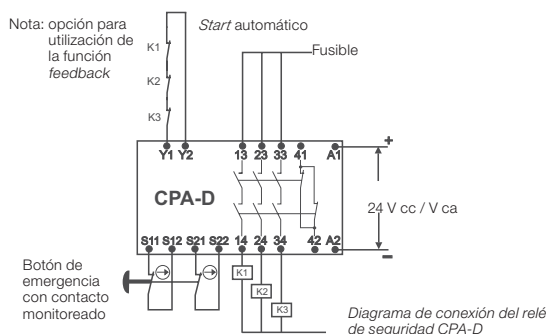 Nota: opción para
utilización de
la función
feedback
Start automático
Fusible
K1
K2
K3
Y1 Y2 13 23 33 41 A1
+
CPA-D
24 V cc / V ca
S11 S12 S21 S22 14 24 34 42 A2
−
K1
K2
K3
Botón de
emergencia
con contacto
monitoreado
Diagrama de conexión del relé
de seguridad CPA-D